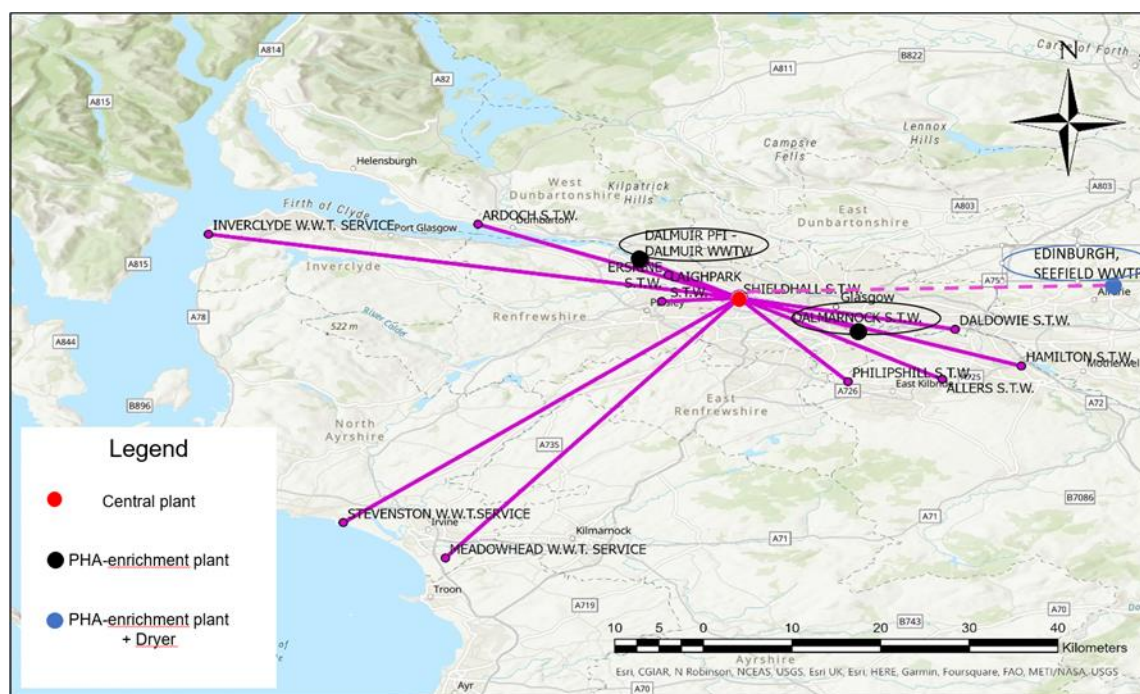 A814
B822
Carse of Forth
N
A811
A82
A815
Lennox
Hills
Campsie
Fells
Helensburgh
West
Dunbartonshire
Kilpatrick
Hills
A803
Firth of Clyde
ARDOCH S.T.W.
Dumbarton
East
Dunbartonshire
A803
INVERCLYDE W.W.T. SERVICE
Port Glasgow
DALMUIR PFI -
DALMUIR WWTW
EDINBURGH,
SEEFIELD WWTP
A815
Inverclyde
ERSKINE
S.T.W.
LAIGHPARK
S.T.W.
Paisley
SHIELDHALL S.T.W.
Glasgow
Airdrie
A78
Renfrewshire
DALMARNOCK S.T.W.
DALDOWIE S.T.W.
522 m
River Calder
HAMILTON S.T.W.
Motherwell
A844
PHILIPSHILL S.T.W.
A726
East Kilbride
A725
ALLERS S.T.W.
B896
East
Renfrewshire
A72
North
Ayrshire
A735
B7086
STEVENSTON W.W.T.SERVICE
Irvine
Kilmarnock
A71
A71
MEADOWHEAD W.W.T. SERVICE
Troon
A719
A70
B743
A70
Ayrshire
Ayr
A70
Legend
Central plant
PHA-enrichment plant
PHA-enrichment plant
+ Dryer
10 5 0 10 20 30 40
Kilometers
Esri, CGIAR, N Robinson, NCEAS, USGS, Esri UK, Esri, HERE, Garmin, Foursquare, FAO, METI/NASA, USGS